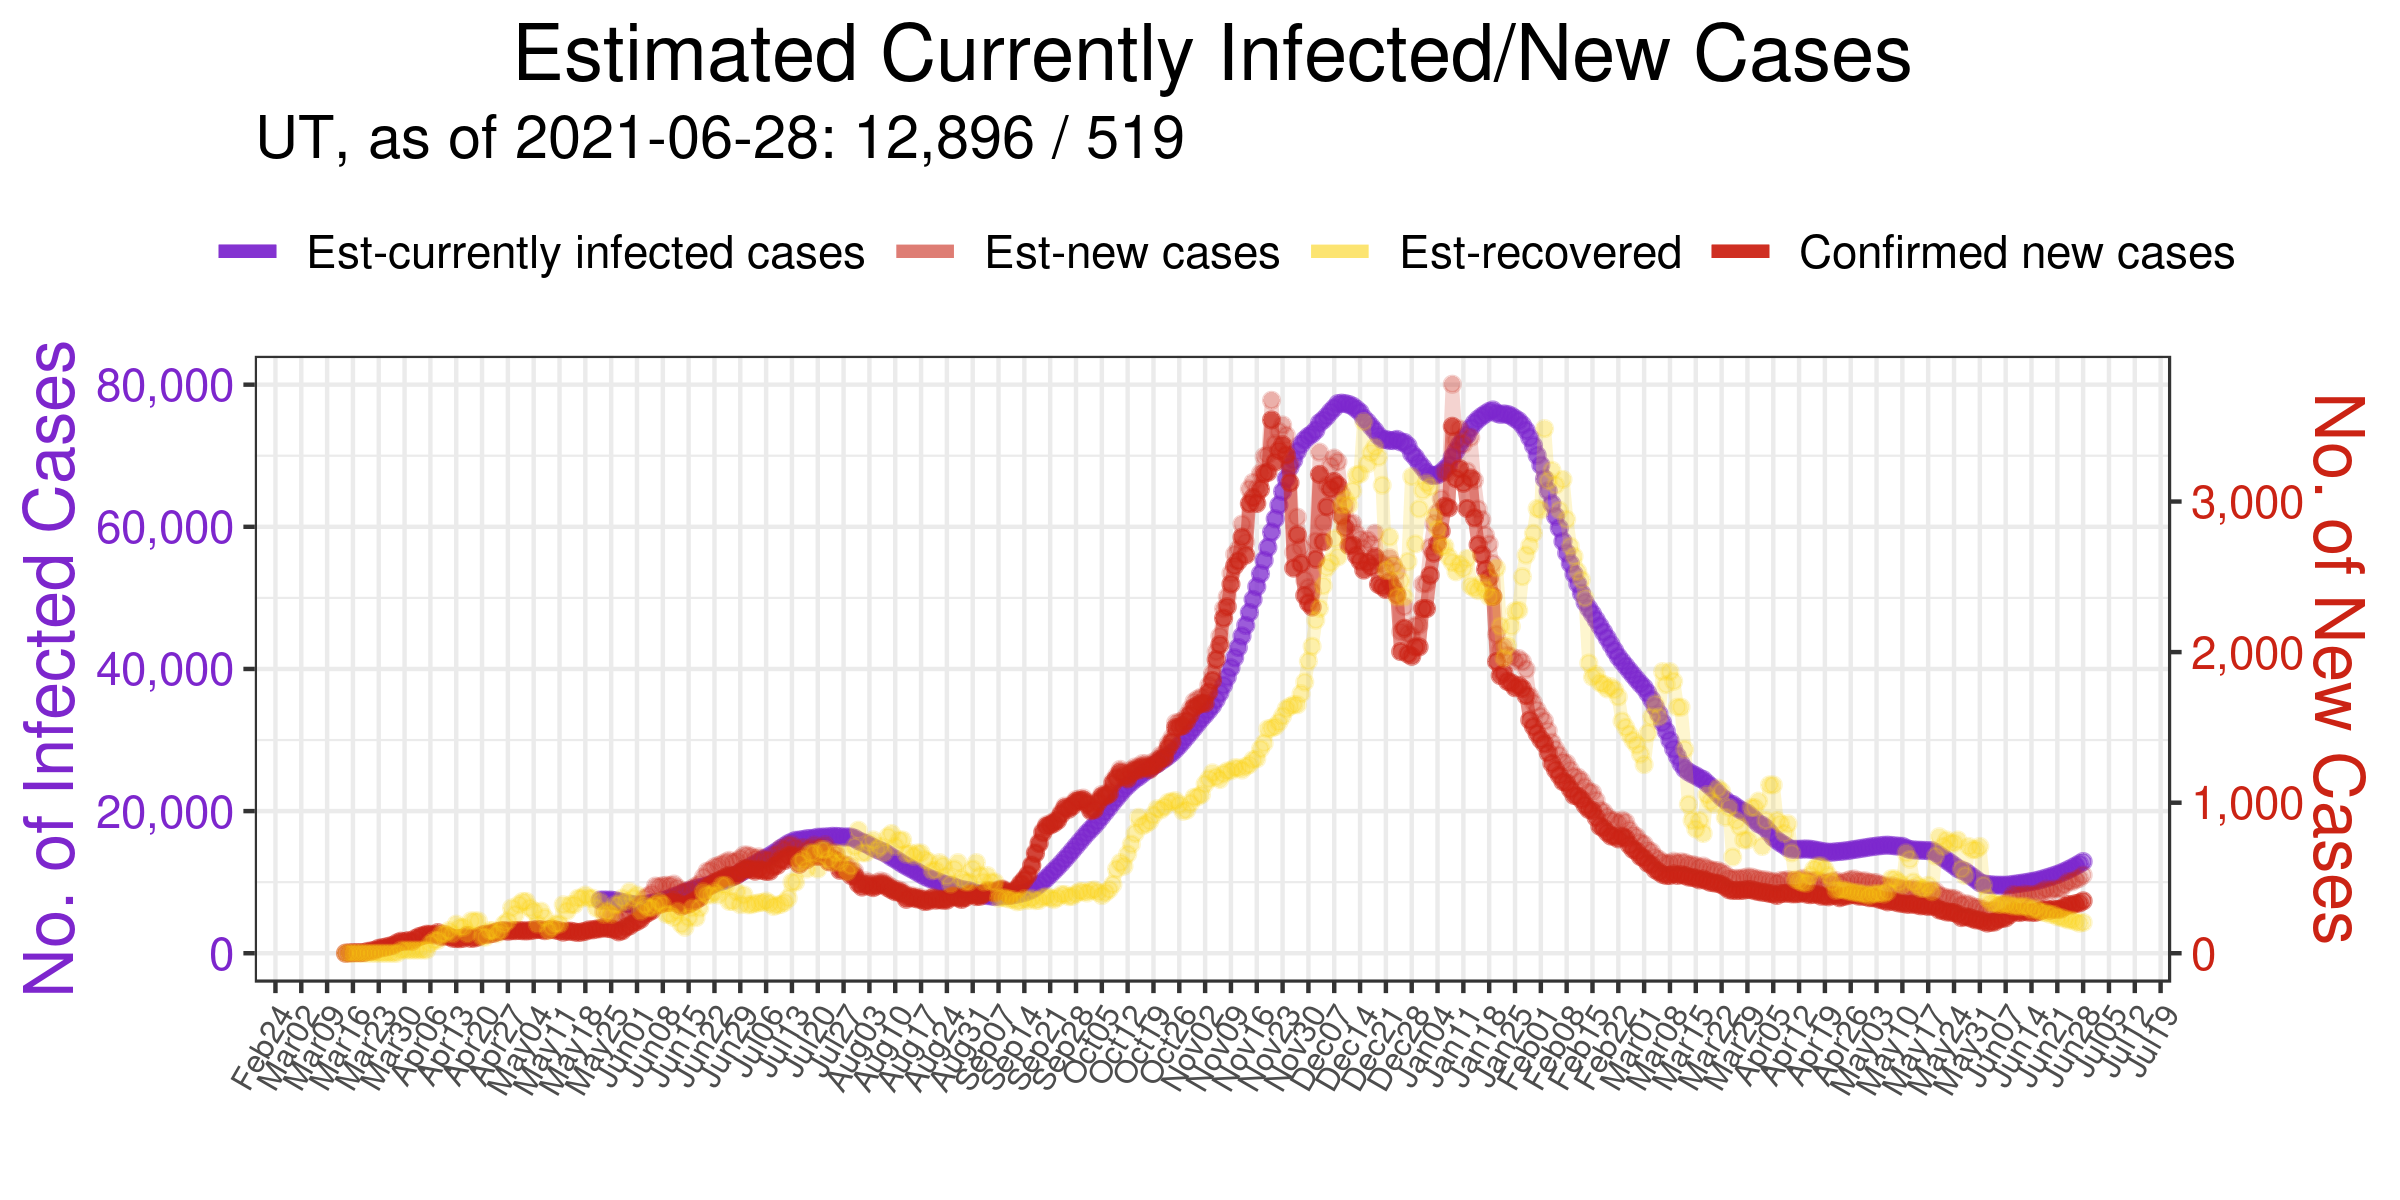 Estimated Currently Infected/New Cases
UT, as of 2021-06-28: 12,896 / 519
Est-currently infected cases Est-new cases Est-recovered Confirmed new cases
No. of Infected Cases
80,000
60,000
40,000
20,000
0
3,000
2,000
1,000
0
No. of New Cases
Feb24 Mar02 Mar09 Mar16 Mar23 Mar30 Apr06 Apr13 Apr20 Apr27 May04 May11 May18 May25 Jun01 Jun08 Jun15 Jun22 Jun29 Jul06 Jul13 Jul20 Jul27 Aug03 Aug10 Aug17 Aug24 Aug31 Sep07 Sep14 Sep21 Sep28 Oct05 Oct12 Oct19 Oct26 Nov02 Nov09 Nov16 Nov23 Nov30 Dec07 Dec14 Dec21 Dec28 Jan04 Jan11 Jan18 Jan25 Feb01 Feb08 Feb15 Feb22 Mar01 Mar08 Mar15 Mar22 Mar29 Apr05 Apr12 Apr19 Apr26 May03 May10 May17 May24 May31 Jun07 Jun14 Jun21 Jun28 Jul05 Jul12 Jul19